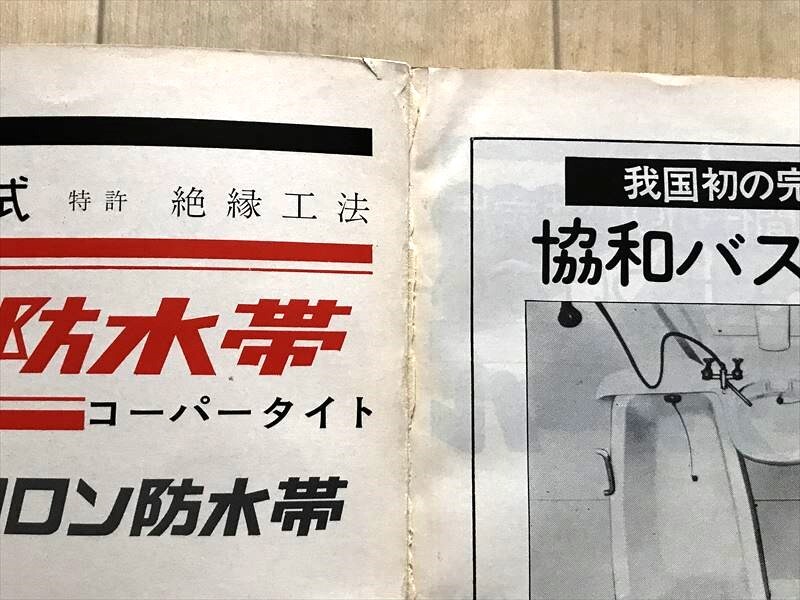 式 特許 絶縁工法
防水帯
コーパータイト
ロン防水帯
我国初の完
協和バス